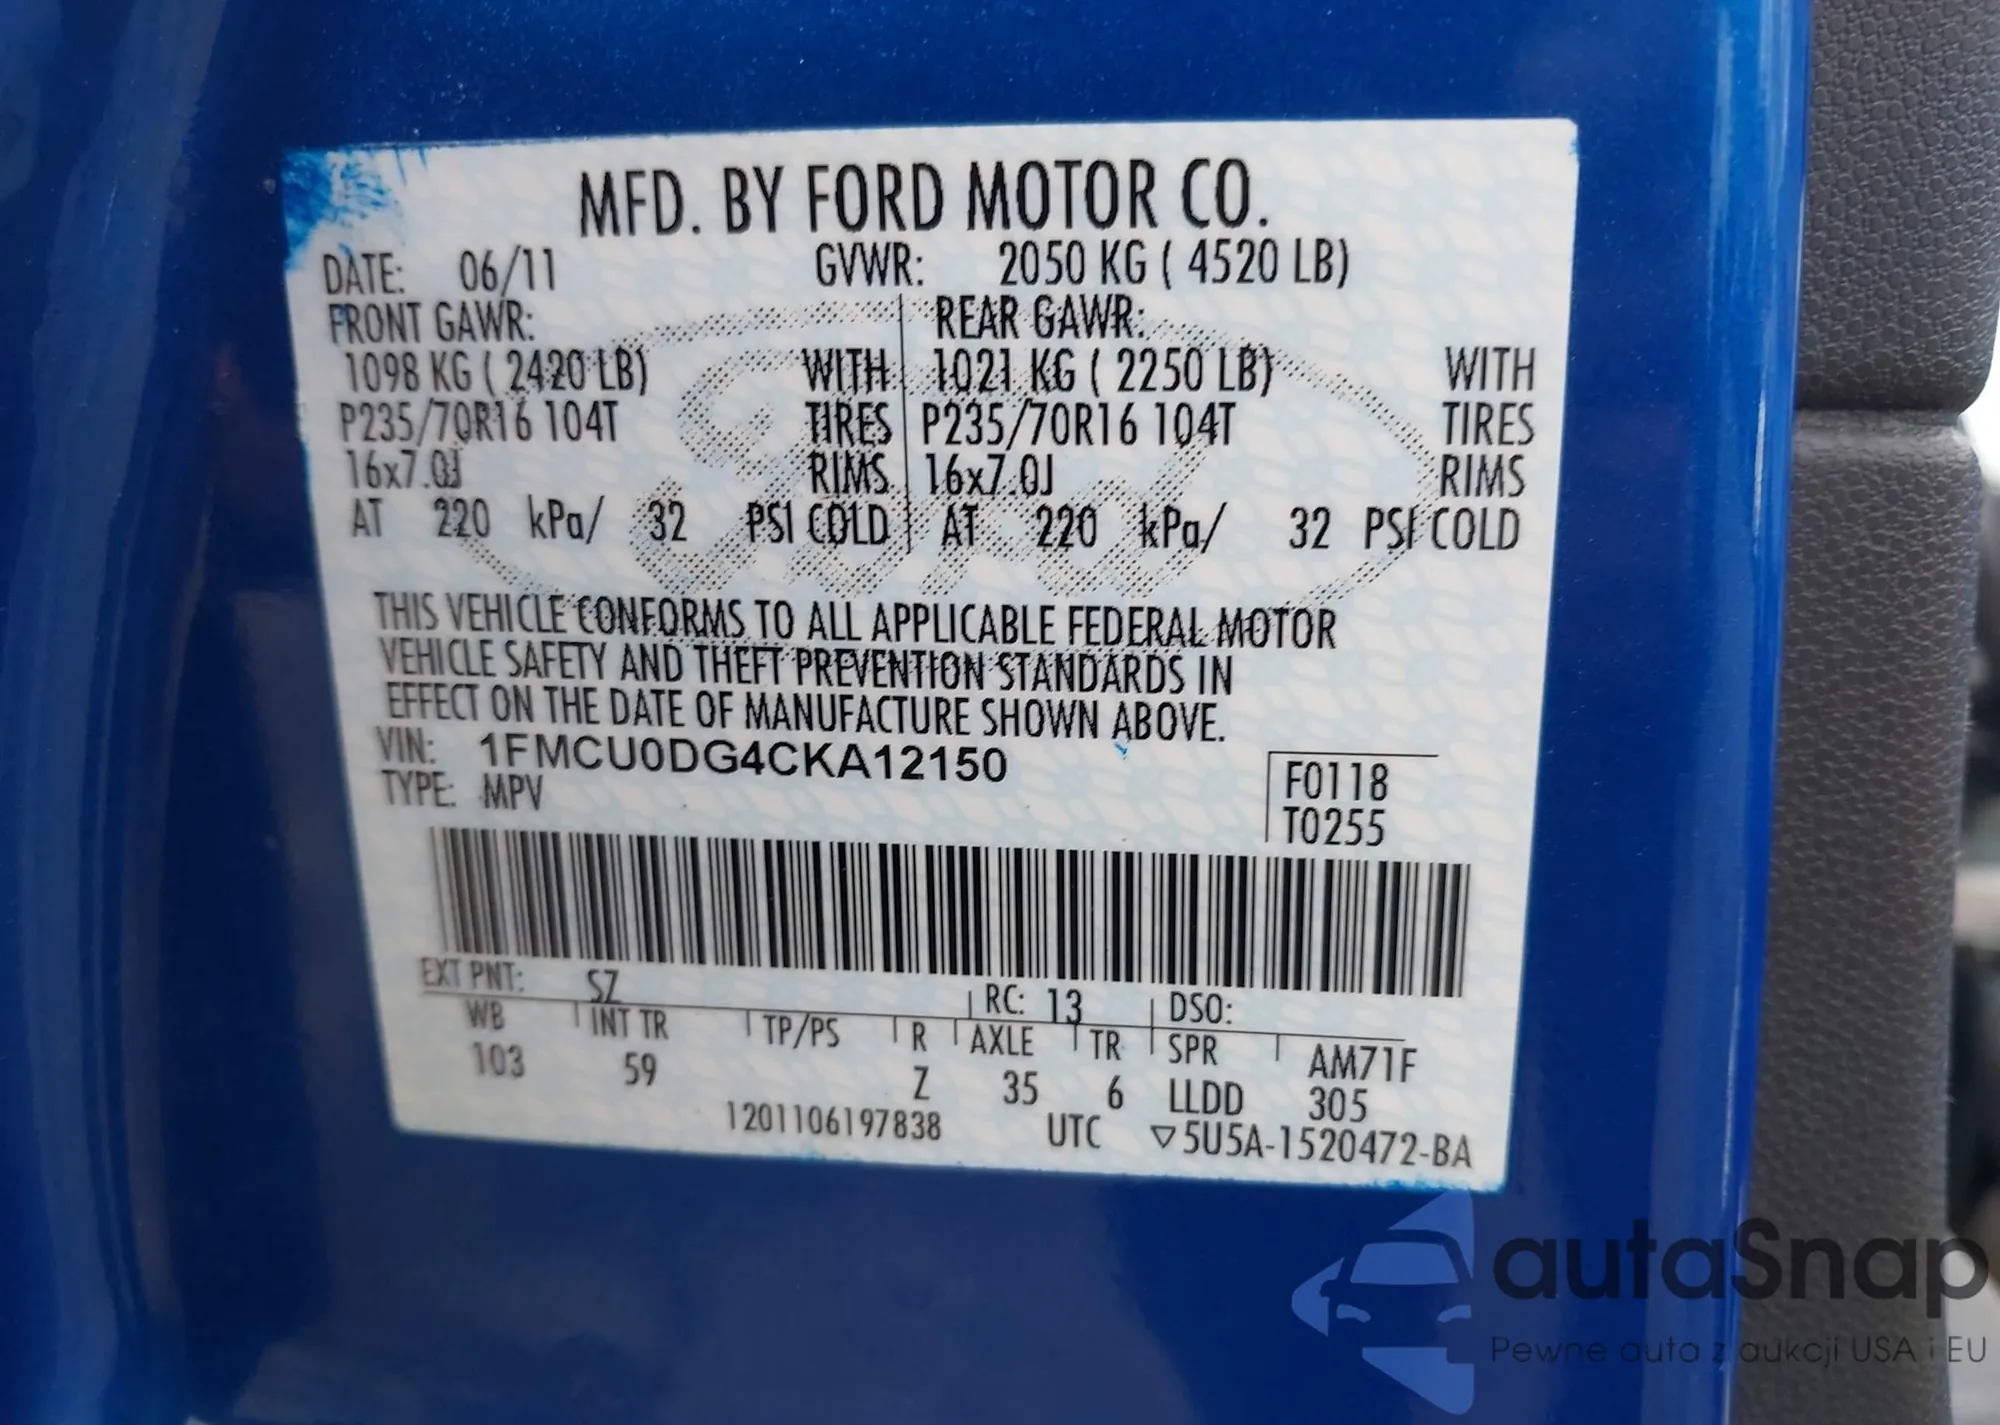 MFD. BY FORD MOTOR CO.
DATE: 06/11 GVWR: 2050 KG ( 4520 LB)
FRONT GAWR: REAR GAWR:
1098 KG ( 2420 LB) WITH 1021 KG ( 2250 LB) WITH
P235/70R16 104T TIRES P235/70R16 104T TIRES
16x7.0J RIMS 16x7.0J RIMS
AT 220 kPa/ 32 PSI COLD AT 220 kPa/ 32 PSI COLD
THIS VEHICLE CONFORMS TO ALL APPLICABLE FEDERAL MOTOR
VEHICLE SAFETY AND THEFT PREVENTION STANDARDS IN
EFFECT ON THE DATE OF MANUFACTURE SHOWN ABOVE.
VIN: 1FMCU0DG4CKA12150
TYPE: MPV
F0118
T0255
EXT PNT: SZ RC: 13 DSO:
WB INT TR TP/PS R AXLE TR SPR AM71F
103 59 Z 35 6 LLDD 305
1201106197838 UTC ▽5U5A-1520472-BA
autaSnap
Pewne auta z aukcji USA i EU